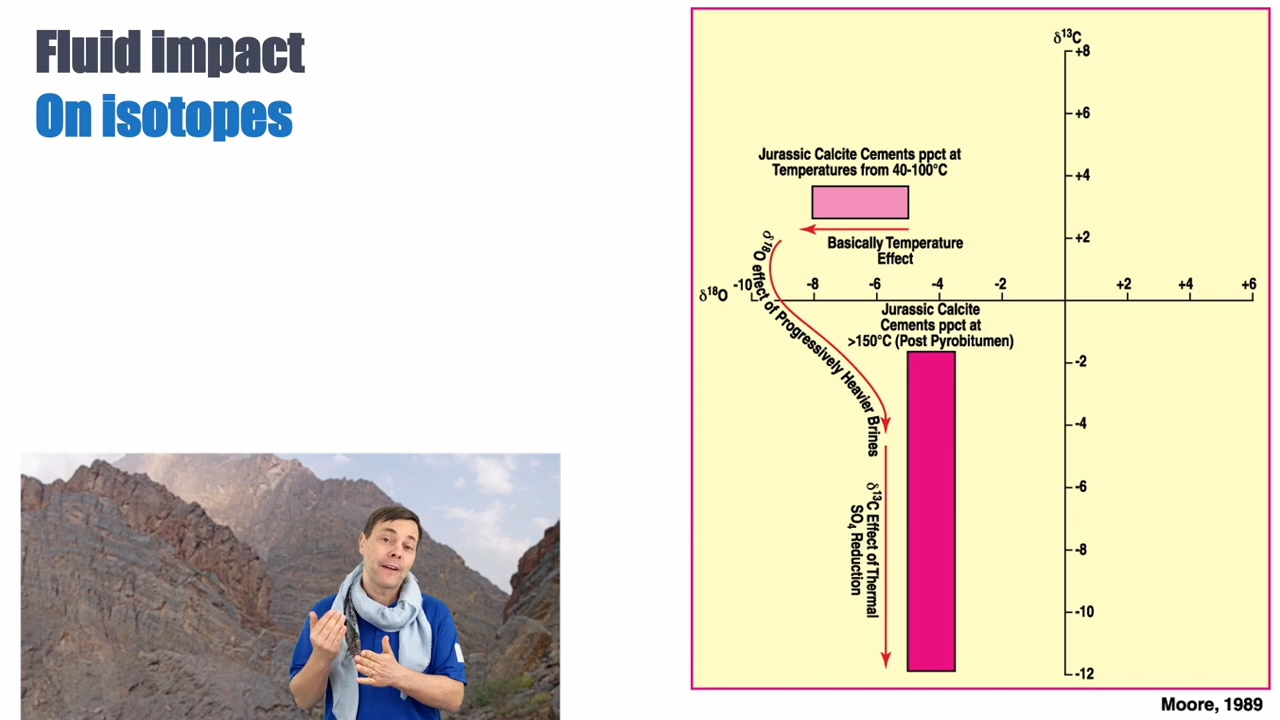 Fluid impact
On isotopes
δ¹³C
+8
+6
+4
+2
Jurassic Calcite Cements ppct at
Temperatures from 40-100°C
Basically Temperature
Effect
δ¹⁸O
-10
-8
-6
-4
-2
+2
+4
+6
δ¹⁸O effect of Progressively Heavier Brines
Jurassic Calcite
Cements ppct at
>150°C (Post Pyrobitumen)
-2
-4
-6
-8
-10
-12
δ¹³C Effect of Thermal
SO₄ Reduction
Moore, 1989